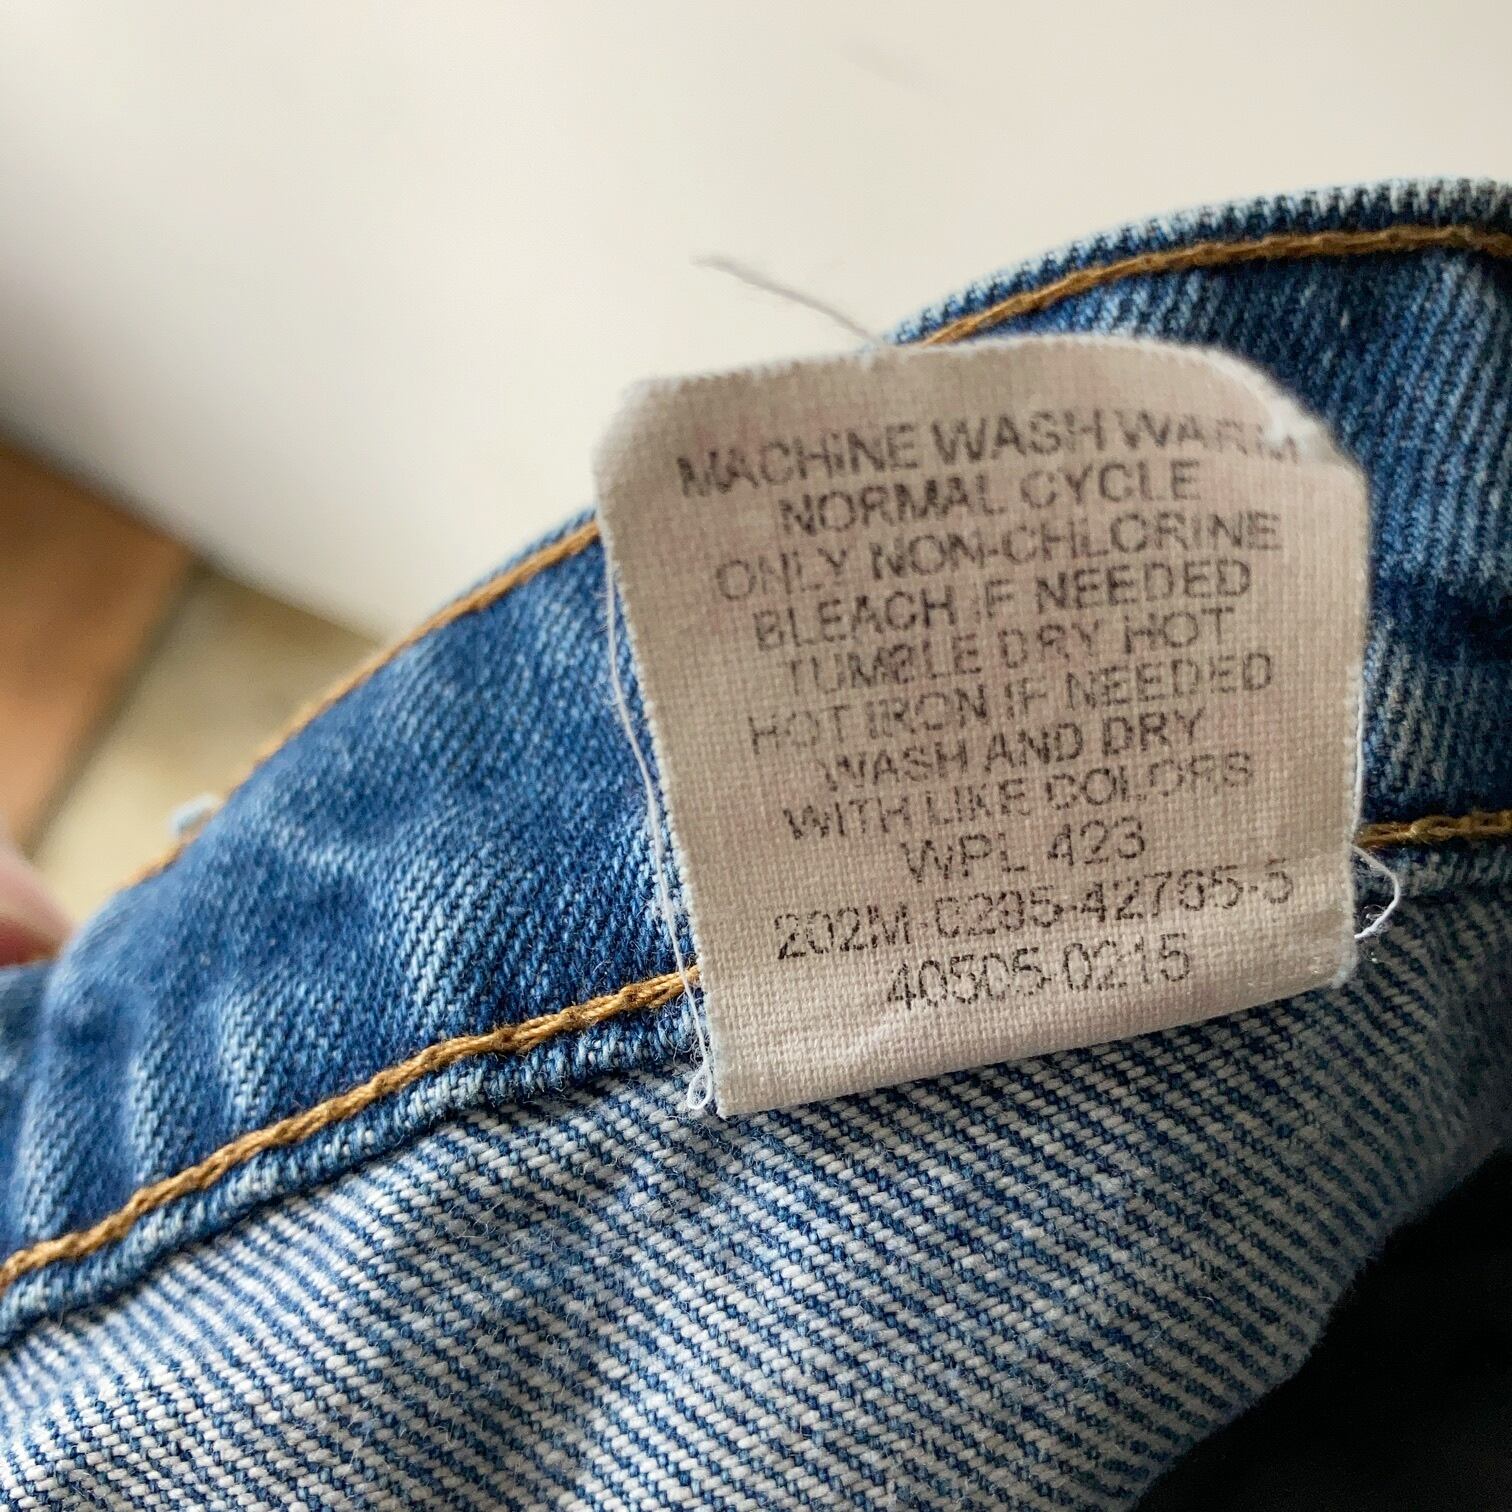 MACHINE WASH WARM
NORMAL CYCLE
ONLY NON-CHLORINE
BLEACH IF NEEDED
TUMBLE DRY HOT
HOT IRON IF NEEDED
WASH AND DRY
WITH LIKE COLORS
WPL 423
202M-0295-42765-5
40505-0215